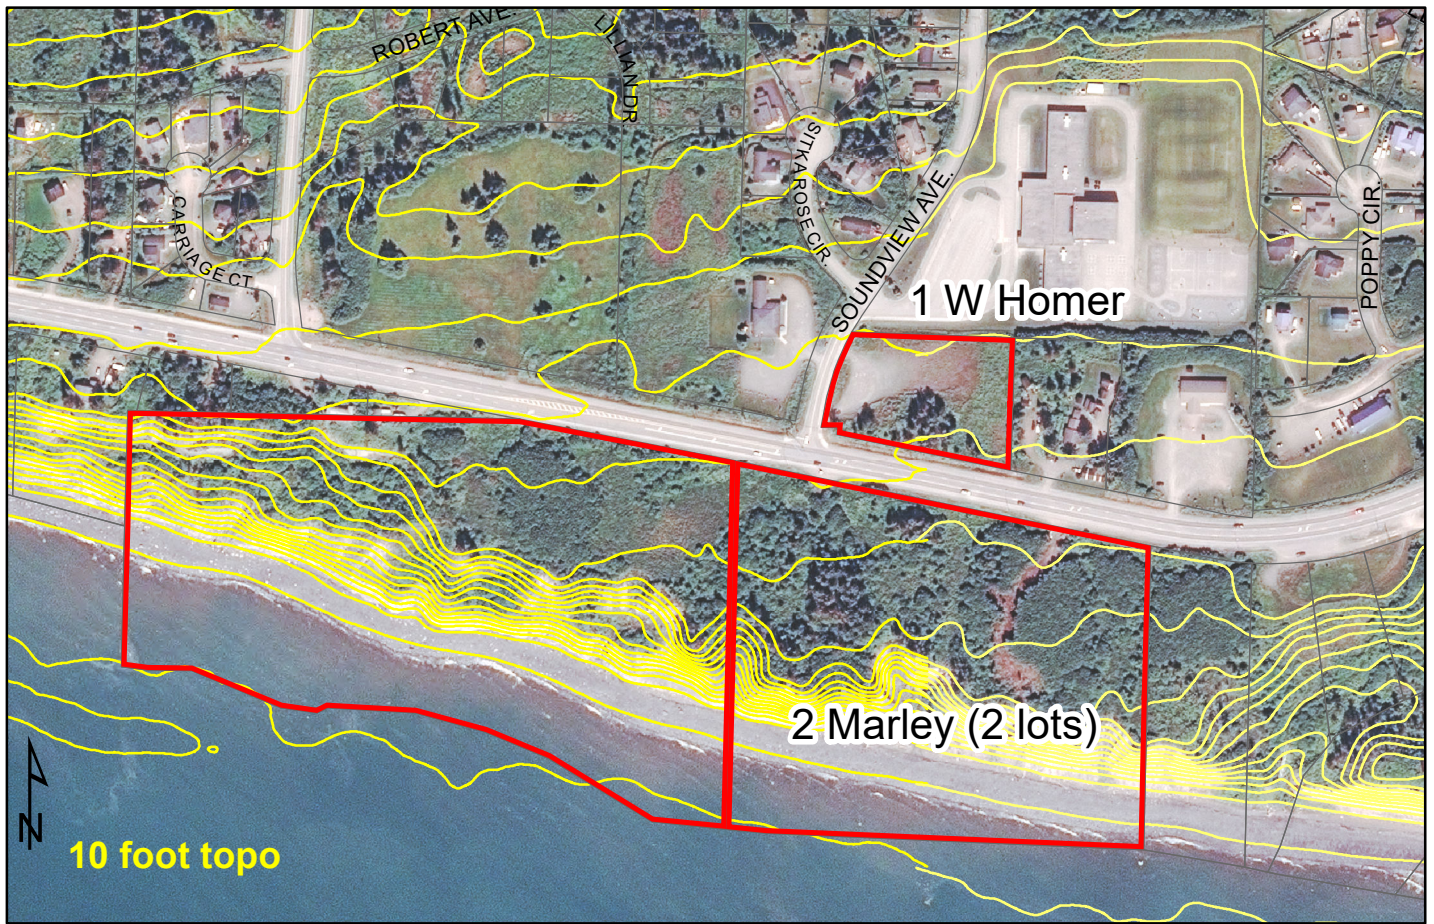 ROBERT AVE.
LILLIAN DR
SITKA ROSE CIR.
SOUNDVIEW AVE.
CARRIAGE CT
POPPY CIR.
1 W Homer
2 Marley (2 lots)
N
10 foot topo